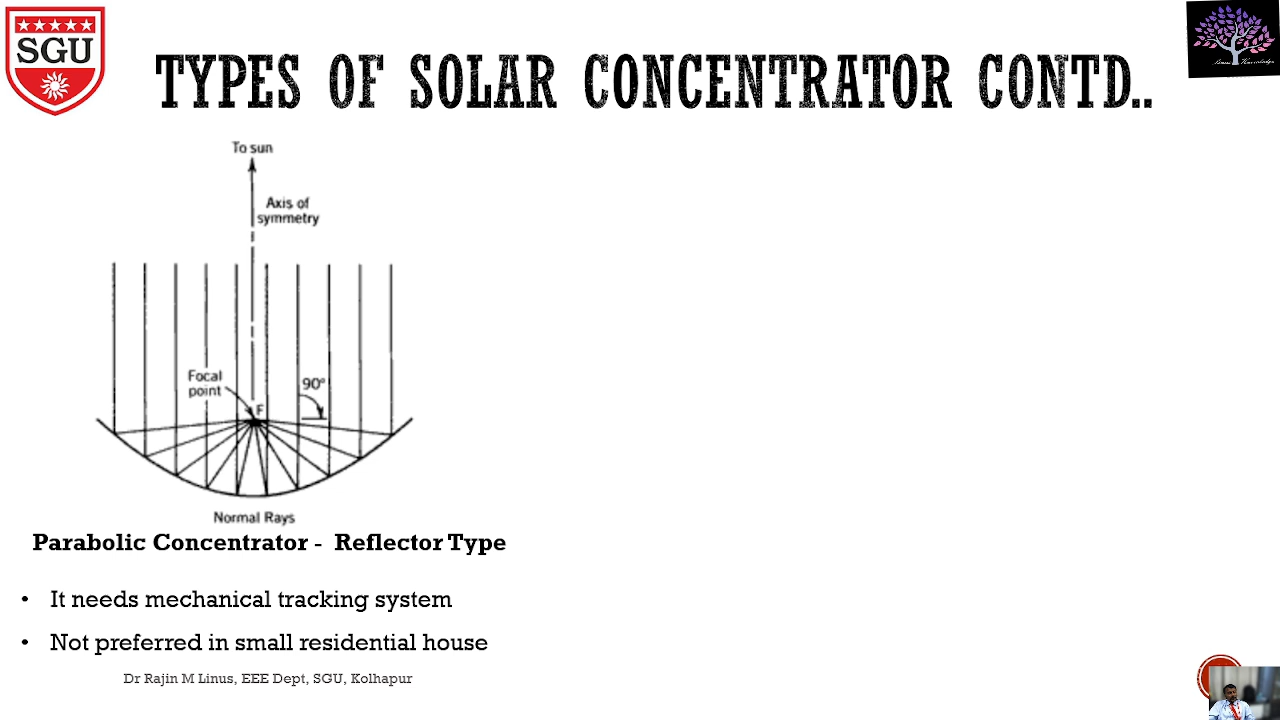 SGU
TYPES OF SOLAR CONCENTRATOR CONTD..
To sun
Axis of
symmetry
Focal
point
90°
F
Normal Rays
Parabolic Concentrator - Reflector Type
• It needs mechanical tracking system
• Not preferred in small residential house
Dr Rajin M Linus, EEE Dept, SGU, Kolhapur